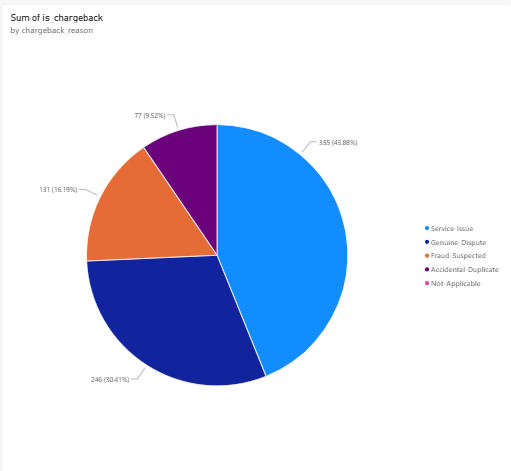 Sum of is_chargeback
by chargeback_reason
77 (9.52%)
355 (43.88%)
131 (16.19%)
246 (30.41%)
Service Issue
Genuine Dispute
Fraud Suspected
Accidental Duplicate
Not Applicable